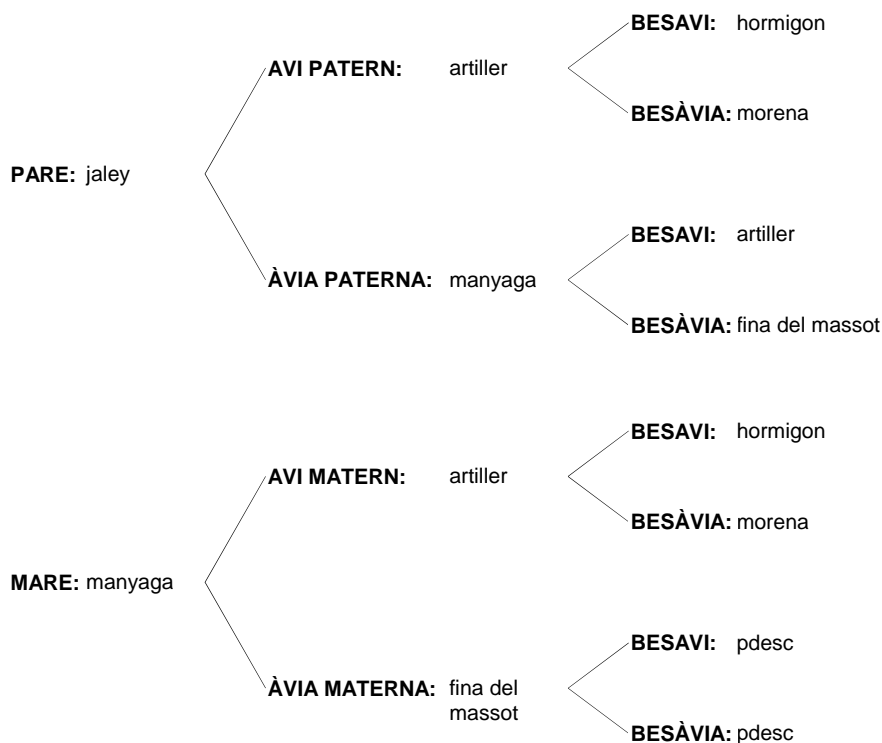 BESAVI: hormigon
AVI PATERN: artiller
BESÀVIA: morena
PARE: jaley
BESAVI: artiller
ÀVIA PATERNA: manyaga
BESÀVIA: fina del massot
BESAVI: hormigon
AVI MATERN: artiller
BESÀVIA: morena
MARE: manyaga
BESAVI: pdesc
ÀVIA MATERNA: fina del
massot
BESÀVIA: pdesc